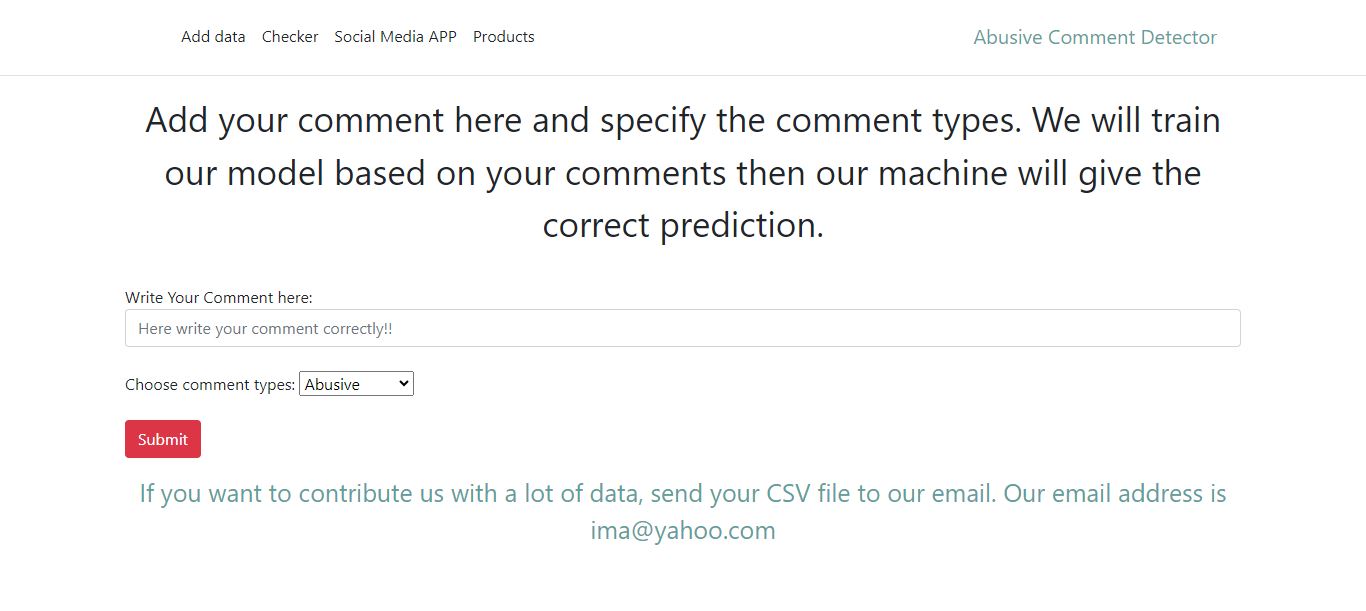 Add data Checker Social Media APP Products Abusive Comment Detector
Add your comment here and specify the comment types. We will train
our model based on your comments then our machine will give the
correct prediction.
Write Your Comment here:
Here write your comment correctly!!
Choose comment types: Abusive
Submit
If you want to contribute us with a lot of data, send your CSV file to our email. Our email address is
ima@yahoo.com